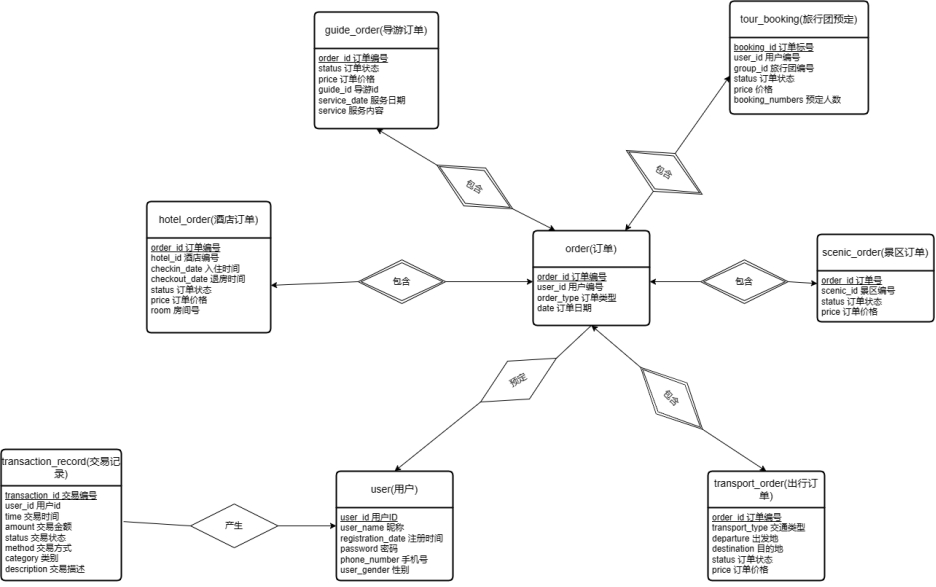 guide_order(导游订单)
order_id 订单编号
status 订单状态
price 订单价格
guide_id 导游id
service_date 服务日期
service 服务内容
tour_booking(旅行团预定)
booking_id 订单标号
user_id 用户编号
group_id 旅行团编号
status 订单状态
price 价格
booking_numbers 预定人数
包含
包含
hotel_order(酒店订单)
order_id 订单编号
hotel_id 酒店编号
checkin_date 入住时间
checkout_date 退房时间
status 订单状态
price 订单价格
room 房间号
包含
order(订单)
order_id 订单编号
user_id 用户编号
order_type 订单类型
date 订单日期
包含
scenic_order(景区订单)
order_id 订单号
scenic_id 景区编号
status 订单状态
price 订单价格
预定
包含
transaction_record(交易记
录)
transaction_id 交易编号
user_id 用户id
time 交易时间
amount 交易金额
status 交易状态
method 交易方式
category 类别
description 交易描述
产生
user(用户)
user_id 用户ID
user_name 昵称
registration_date 注册时间
password 密码
phone_number 手机号
user_gender 性别
transport_order(出行订
单)
order_id 订单编号
transport_type 交通类型
departure 出发地
destination 目的地
status 订单状态
price 订单价格